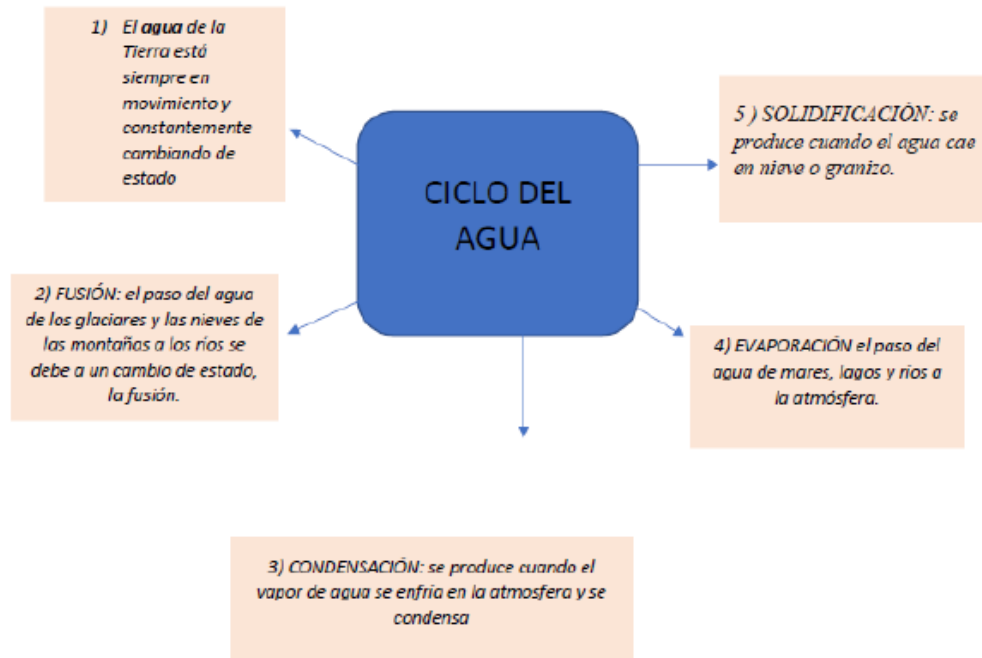 1) El agua de la
Tierra está
siempre en
movimiento y
constantemente
cambiando de
estado
CICLO DEL
AGUA
5 ) SOLIDIFICACIÓN: se
produce cuando el agua cae
en nieve o granizo.
2) FUSIÓN: el paso del agua
de los glaciares y las nieves de
las montañas a los ríos se
debe a un cambio de estado,
la fusión.
4) EVAPORACIÓN el paso del
agua de mares, lagos y rios a
la atmósfera.
3) CONDENSACIÓN: se produce cuando el
vapor de agua se enfría en la atmosfera y se
condensa